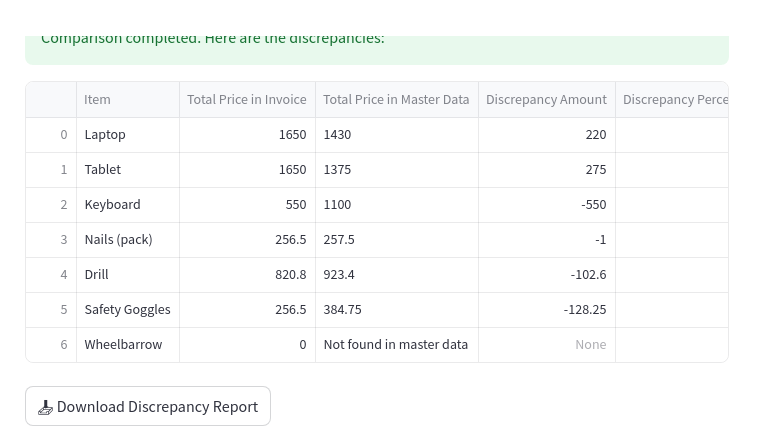 Comparison completed. Here are the discrepancies:
Item Total Price in Invoice Total Price in Master Data Discrepancy Amount Discrepancy Perce
0 Laptop 1650 1430 220
1 Tablet 1650 1375 275
2 Keyboard 550 1100 -550
3 Nails (pack) 256.5 257.5 -1
4 Drill 820.8 923.4 -102.6
5 Safety Goggles 256.5 384.75 -128.25
6 Wheelbarrow 0 Not found in master data None
Download Discrepancy Report